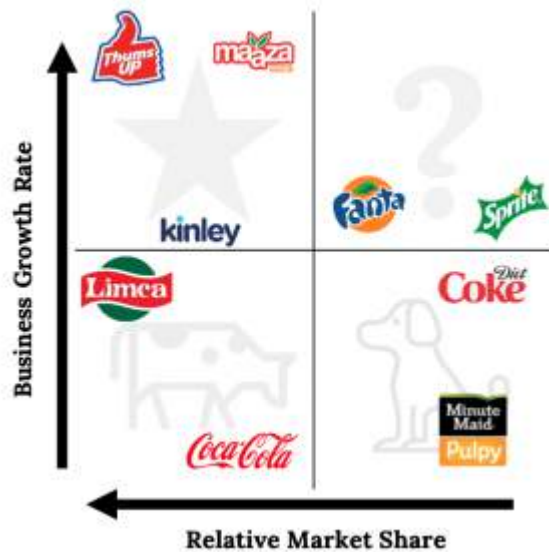 Thums
Up
maaza
Fanta
Sprite
kinley
Limca
Diet
Coke
Minute
Maid
Pulpy
Coca-Cola
Business Growth Rate
Relative Market Share